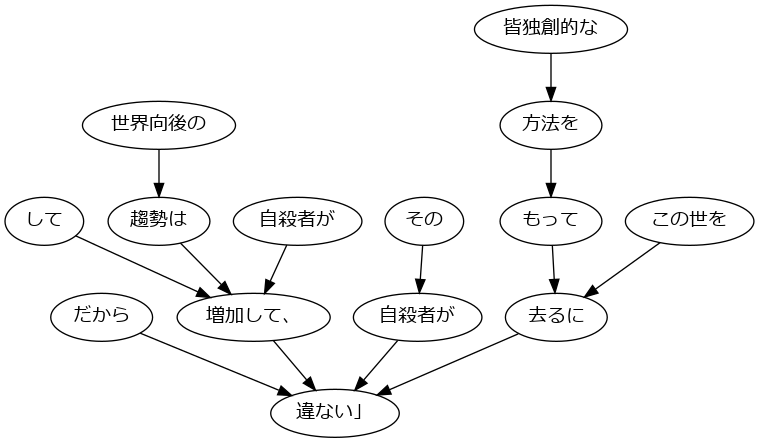 皆独創的な
世界向後の
方法を
して
趨勢は
自殺者が
その
もって
この世を
だから
増加して、
自殺者が
去るに
違ない」